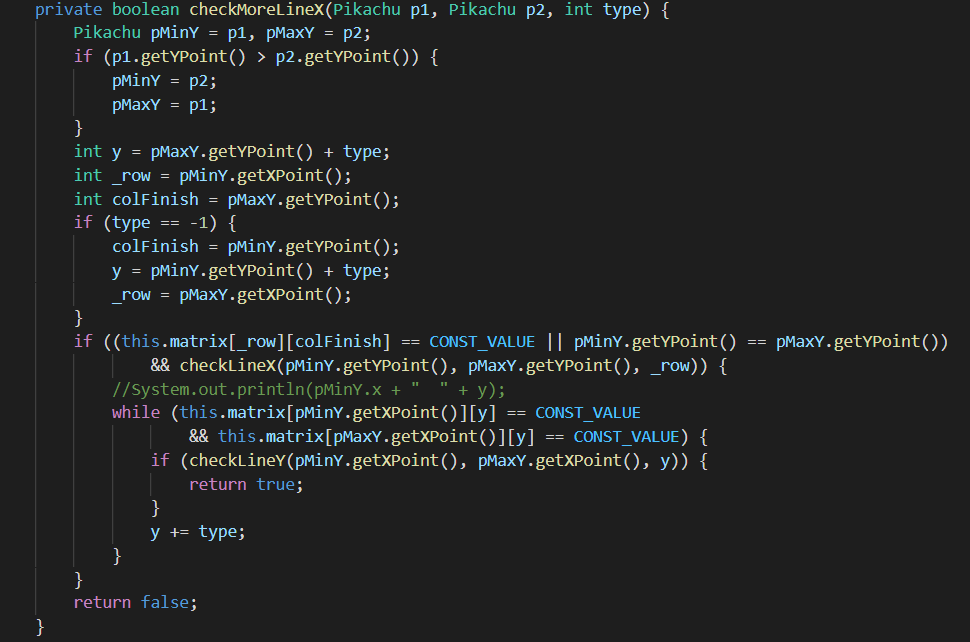 private boolean checkMoreLineX(Pikachu p1, Pikachu p2, int type) {
Pikachu pMinY = p1, pMaxY = p2;
if (p1.getYPoint() > p2.getYPoint()) {
pMinY = p2;
pMaxY = p1;
}
int y = pMaxY.getYPoint() + type;
int _row = pMinY.getXPoint();
int colFinish = pMaxY.getYPoint();
if (type == -1) {
colFinish = pMinY.getYPoint();
y = pMinY.getYPoint() + type;
_row = pMaxY.getXPoint();
}
if ((this.matrix[_row][colFinish] == CONST_VALUE || pMinY.getYPoint() == pMaxY.getYPoint())
&& checkLineX(pMinY.getYPoint(), pMaxY.getYPoint(), _row)) {
//System.out.println(pMinY.x + "  " + y);
while (this.matrix[pMinY.getXPoint()][y] == CONST_VALUE
&& this.matrix[pMaxY.getXPoint()][y] == CONST_VALUE) {
if (checkLineY(pMinY.getXPoint(), pMaxY.getXPoint(), y)) {
return true;
}
y += type;
}
}
return false;
}